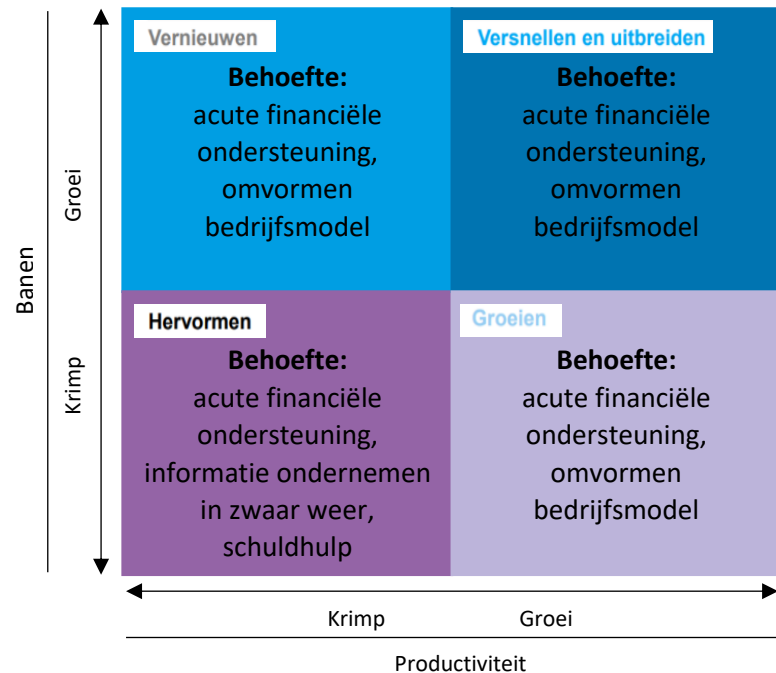 Vernieuwen
Behoefte:
acute financiële
ondersteuning,
omvormen
bedrijfsmodel
Versnellen en uitbreiden
Behoefte:
acute financiële
ondersteuning,
omvormen
bedrijfsmodel
Hervormen
Behoefte:
acute financiële
ondersteuning,
informatie ondernemen
in zwaar weer,
schuldhulp
Groeien
Behoefte:
acute financiële
ondersteuning,
omvormen
bedrijfsmodel
Banen
Groei
Krimp
Krimp
Groei
Productiviteit